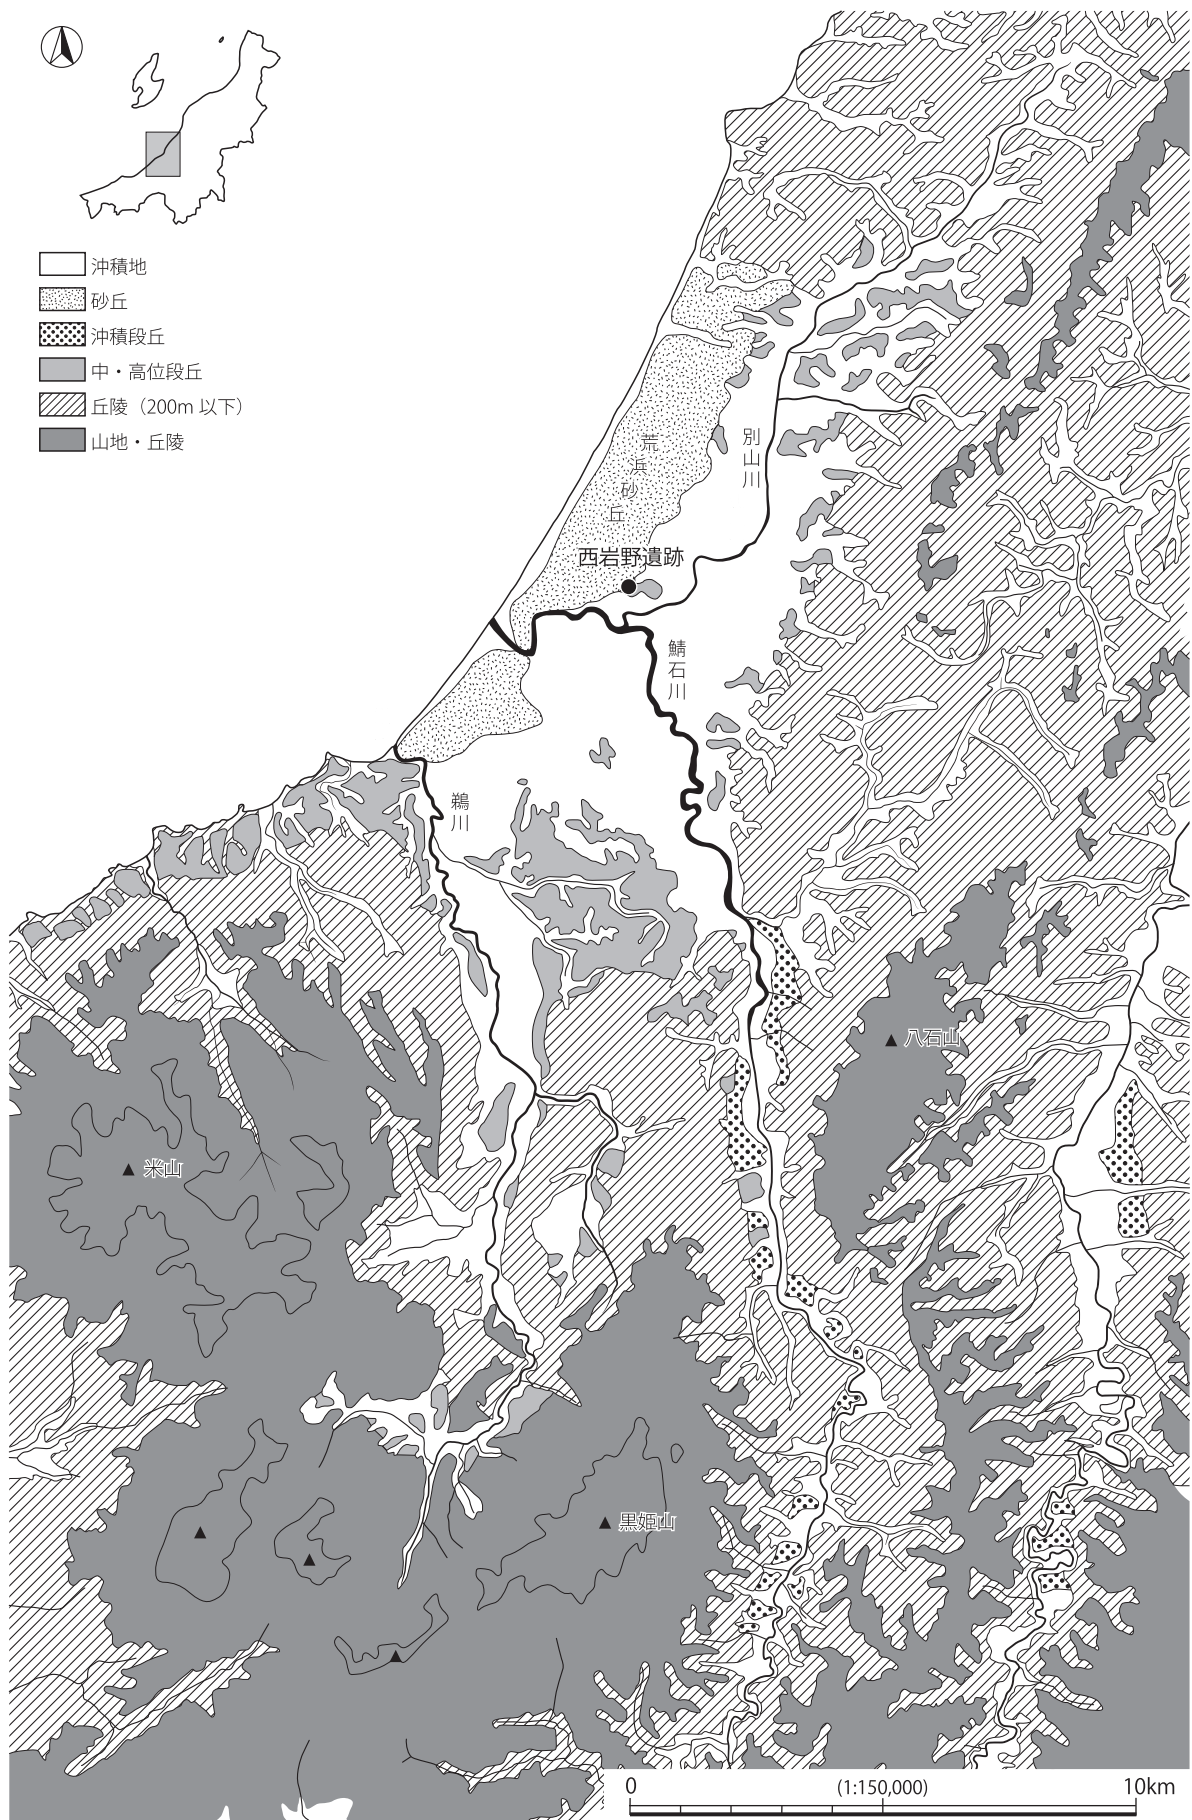 沖積地
砂丘
沖積段丘
中・高位段丘
丘陵（200m 以下）
山地・丘陵
荒浜砂丘
別山川
西岩野遺跡
鯖石川
鵜川
八石山
米山
黒姫山
0
(1:150,000)
10km